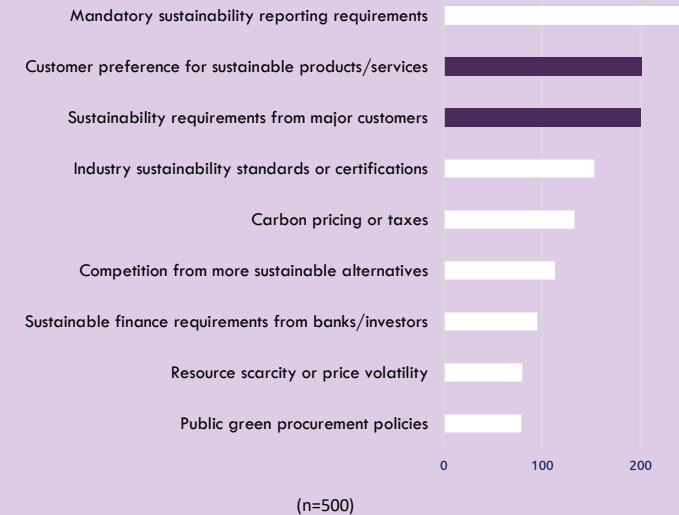 Mandatory sustainability reporting requirements
Customer preference for sustainable products/services
Sustainability requirements from major customers
Industry sustainability standards or certifications
Carbon pricing or taxes
Competition from more sustainable alternatives
Sustainable finance requirements from banks/investors
Resource scarcity or price volatility
Public green procurement policies
0 100 200
(n=500)